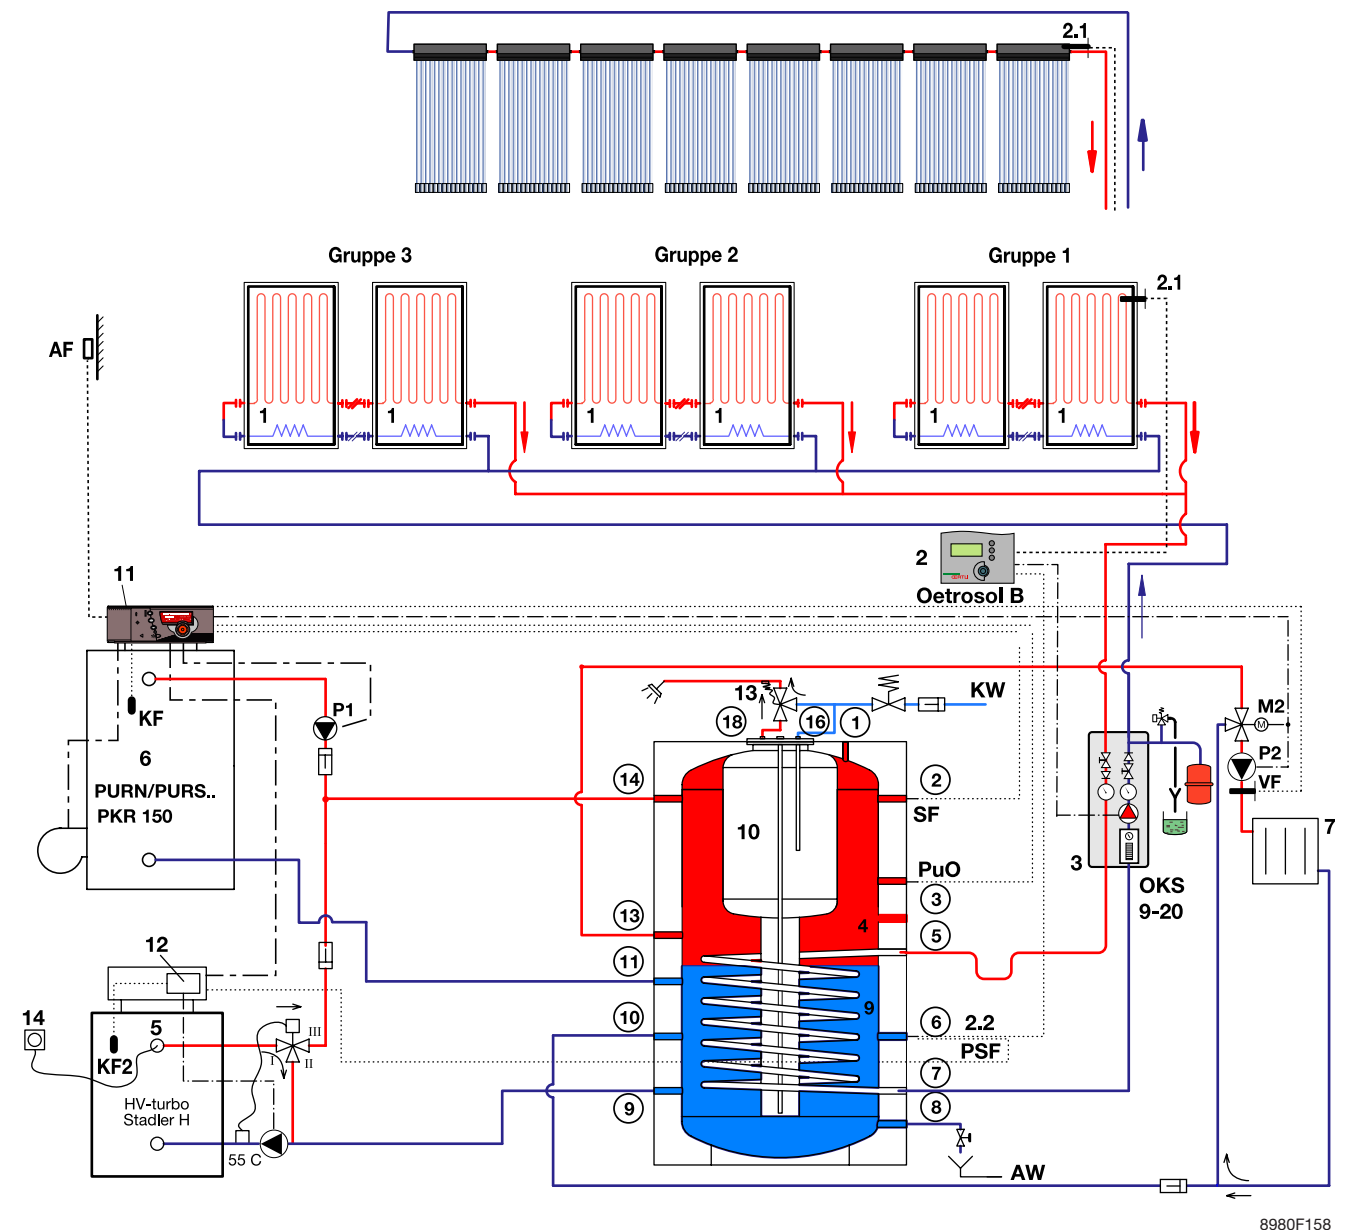 2.1
Gruppe 3
Gruppe 2
Gruppe 1
2.1
AF
1
1
1
1
1
1
2
Oetrosol B
11
KF
P1
6
PURN/PURS..
PKR 150
13
KW
18
16
1
M2
P2
VF
14
2
SF
10
7
PuO
3
3
OKS
9-20
4
13
5
12
11
9
14
5
10
6
2.2
PSF
III
I
II
KF2
7
HV-turbo
Stadler H
9
8
55 C
AW
8980F158